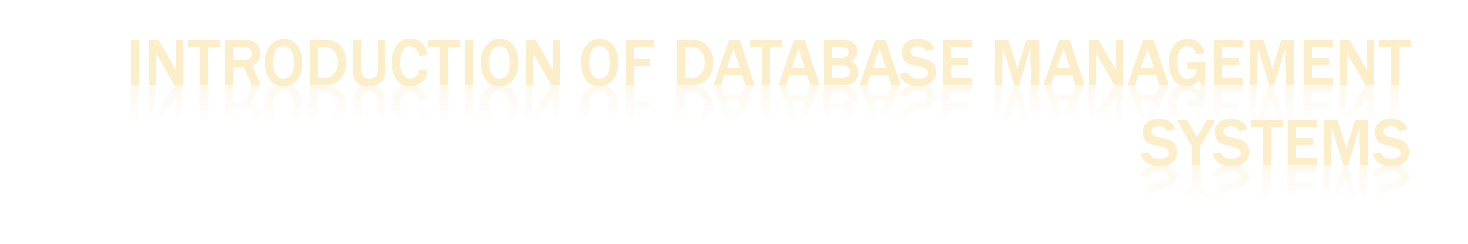 INTRODUCTION OF DATABASE MANAGEMENT
SYSTEMS